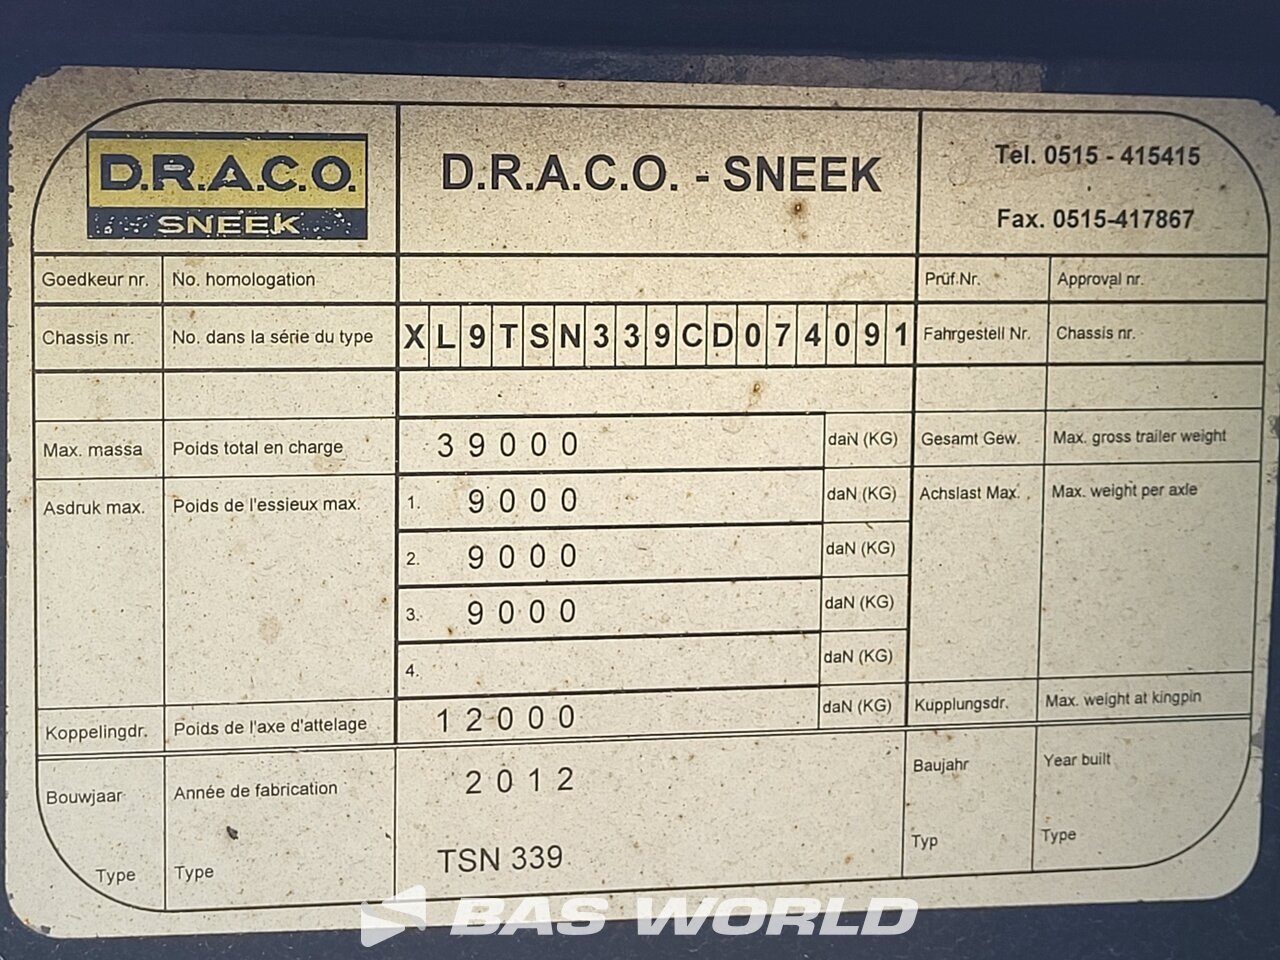 D.R.A.C.O.
SNEEK
D.R.A.C.O. - SNEEK
Tel. 0515 - 415415
Fax. 0515-417867
Goedkeur nr. No. homologation Prüf.Nr. Approval nr.
Chassis nr. No. dans la série du type XL9TSN339CD074091 Fahrgestell Nr. Chassis nr.
Max. massa Poids total en charge 39000 daN (KG) Gesamt Gew. Max. gross trailer weight
Asdruk max. Poids de l'essieux max. 1. 9000 daN (KG) Achslast Max. Max. weight per axle
2. 9000 daN (KG)
3. 9000 daN (KG)
4. daN (KG)
Koppelingdr. Poids de l'axe d'attelage 12000 daN (KG) Kupplungsdr. Max. weight at kingpin
Bouwjaar Année de fabrication 2012 Baujahr Year built
Type Type TSN 339 Typ Type
BAS WORLD